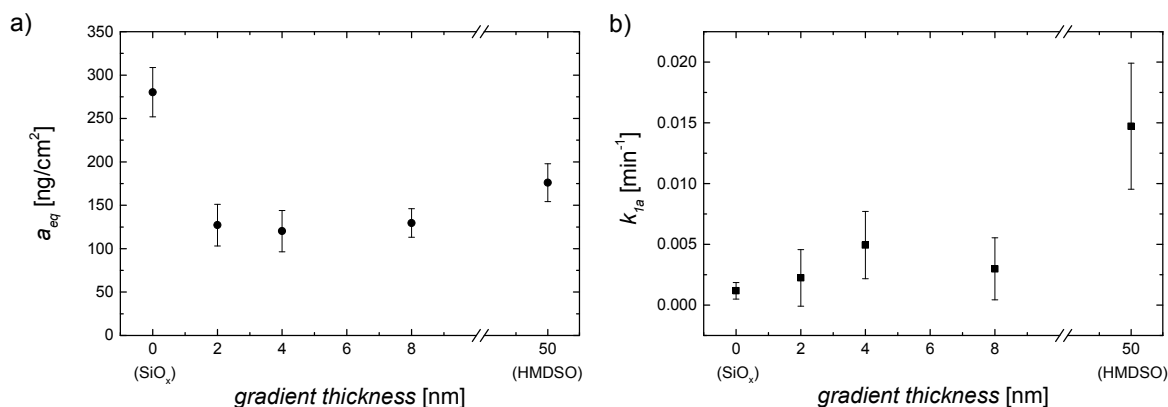 a)
350
300
250
200
150
100
50
0
a_eq [ng/cm²]
0 2 4 6 8 50
(SiOₓ) (HMDSO)
gradient thickness [nm]
b)
0.020
0.015
0.010
0.005
0.000
k_1a [min⁻¹]
0 2 4 6 8 50
(SiOₓ) (HMDSO)
gradient thickness [nm]